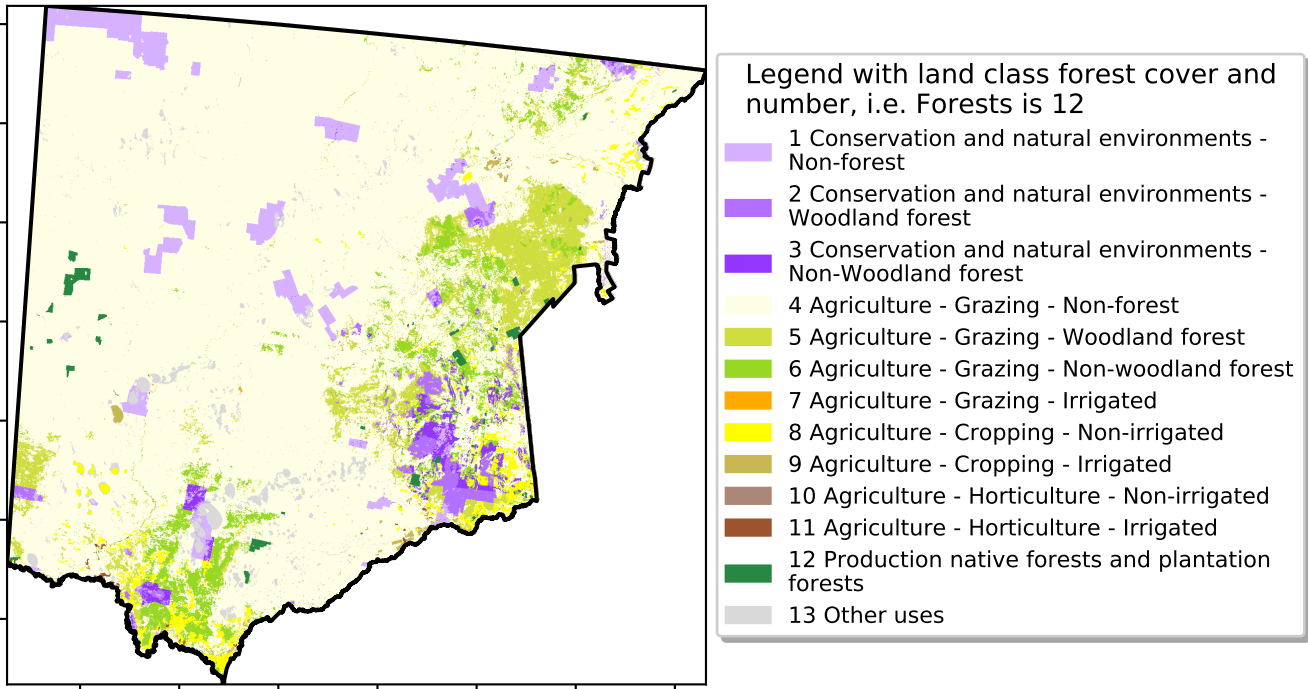 Legend with land class forest cover and
number, i.e. Forests is 12
1 Conservation and natural environments -
Non-forest
2 Conservation and natural environments -
Woodland forest
3 Conservation and natural environments -
Non-Woodland forest
4 Agriculture - Grazing - Non-forest
5 Agriculture - Grazing - Woodland forest
6 Agriculture - Grazing - Non-woodland forest
7 Agriculture - Grazing - Irrigated
8 Agriculture - Cropping - Non-irrigated
9 Agriculture - Cropping - Irrigated
10 Agriculture - Horticulture - Non-irrigated
11 Agriculture - Horticulture - Irrigated
12 Production native forests and plantation
forests
13 Other uses